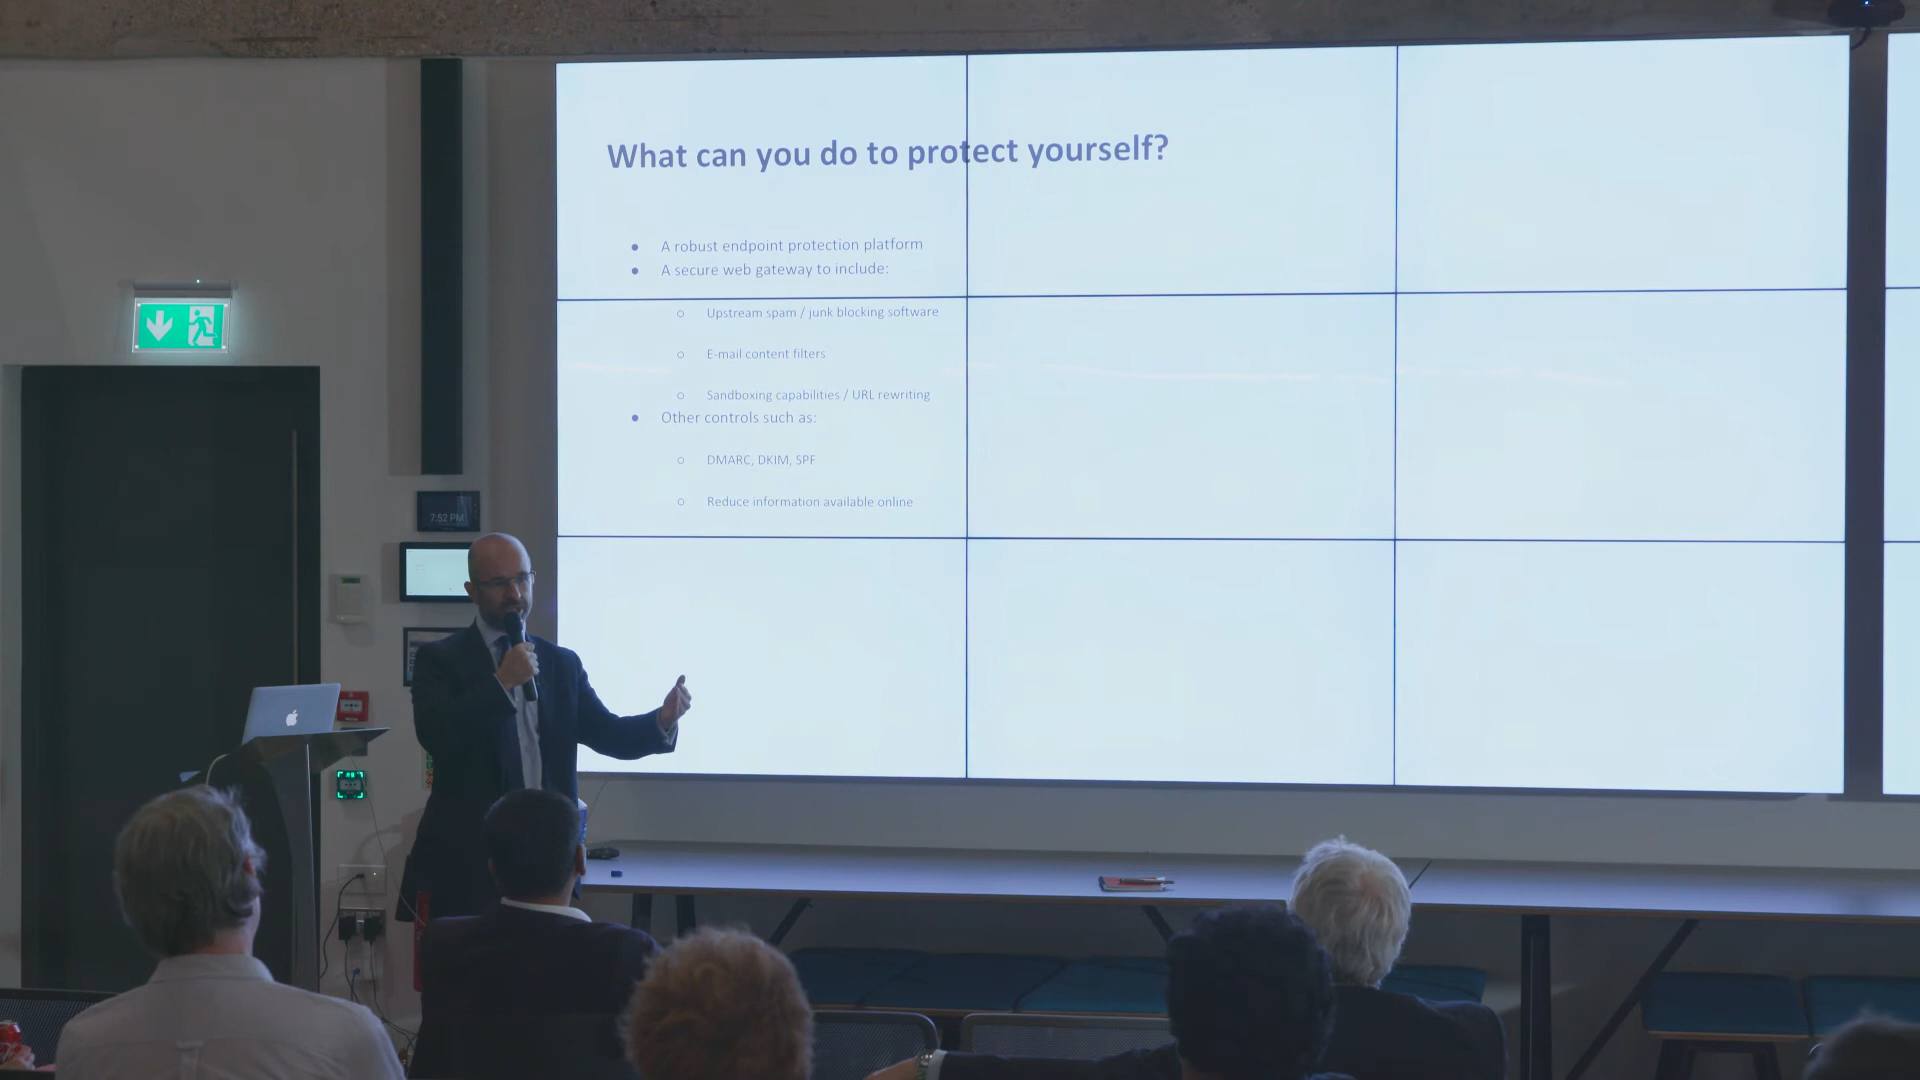 What can you do to protect yourself?
● A robust endpoint protection platform
● A secure web gateway to include:
○ Upstream spam / junk blocking software
○ E-mail content filters
○ Sandboxing capabilities / URL rewriting
● Other controls such as:
○ DMARC, DKIM, SPF
○ Reduce information available online
7:52 PM